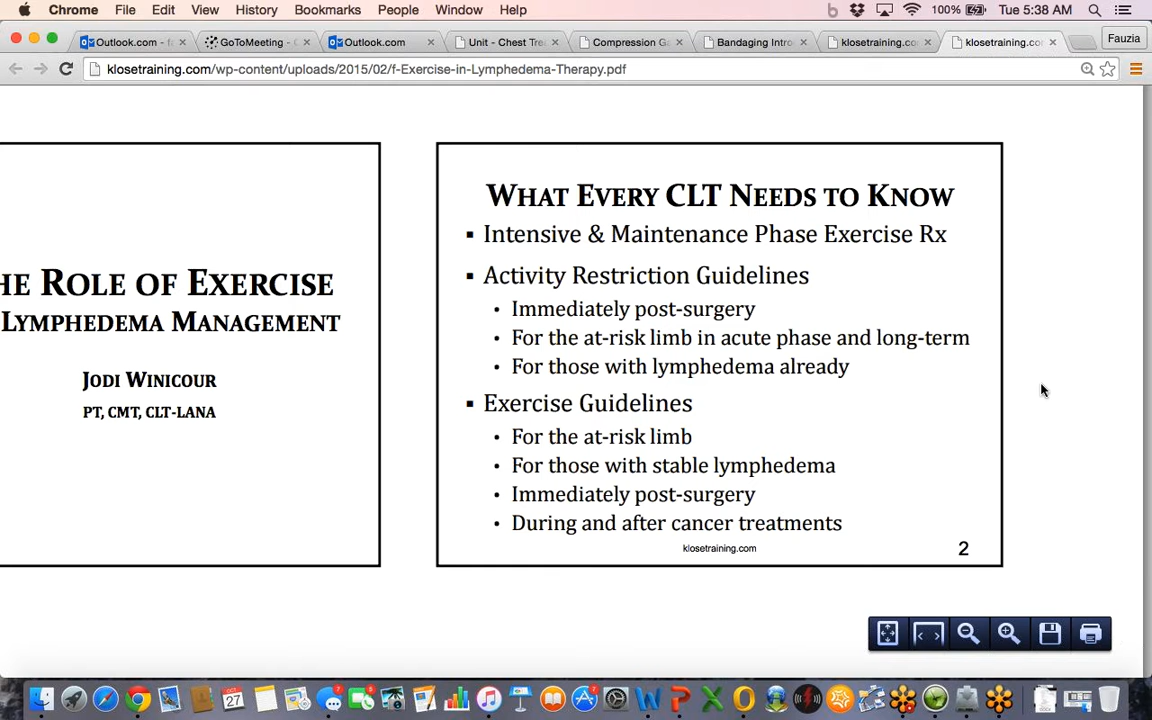 Chrome File Edit View History Bookmarks People Window Help 100% Tue 5:38 AM
Outlook.com - f GoToMeeting - C Outlook.com Unit - Chest Tre Compression G Bandaging Intro klosetraining.co klosetraining.co Fauzia
klosetraining.com/wp-content/uploads/2015/02/f-Exercise-in-Lymphedema-Therapy.pdf
HE ROLE OF EXERCISE
LYMPHEDEMA MANAGEMENT
JODI WINICOUR
PT, CMT, CLT-LANA
WHAT EVERY CLT NEEDS TO KNOW
▪ Intensive & Maintenance Phase Exercise Rx
▪ Activity Restriction Guidelines
• Immediately post-surgery
• For the at-risk limb in acute phase and long-term
• For those with lymphedema already
▪ Exercise Guidelines
• For the at-risk limb
• For those with stable lymphedema
• Immediately post-surgery
• During and after cancer treatments
klosetraining.com
2
OCT
27